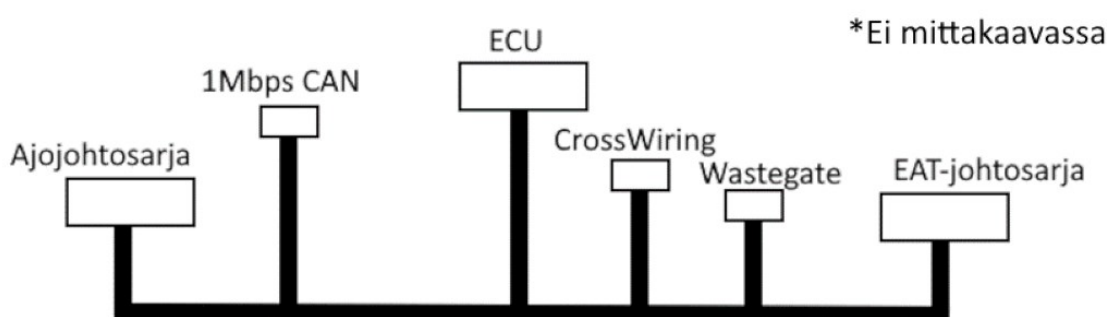 *Ei mittakaavassa
ECU
1Mbps CAN
CrossWiring
Ajojohtosarja
Wastegate
EAT-johtosarja